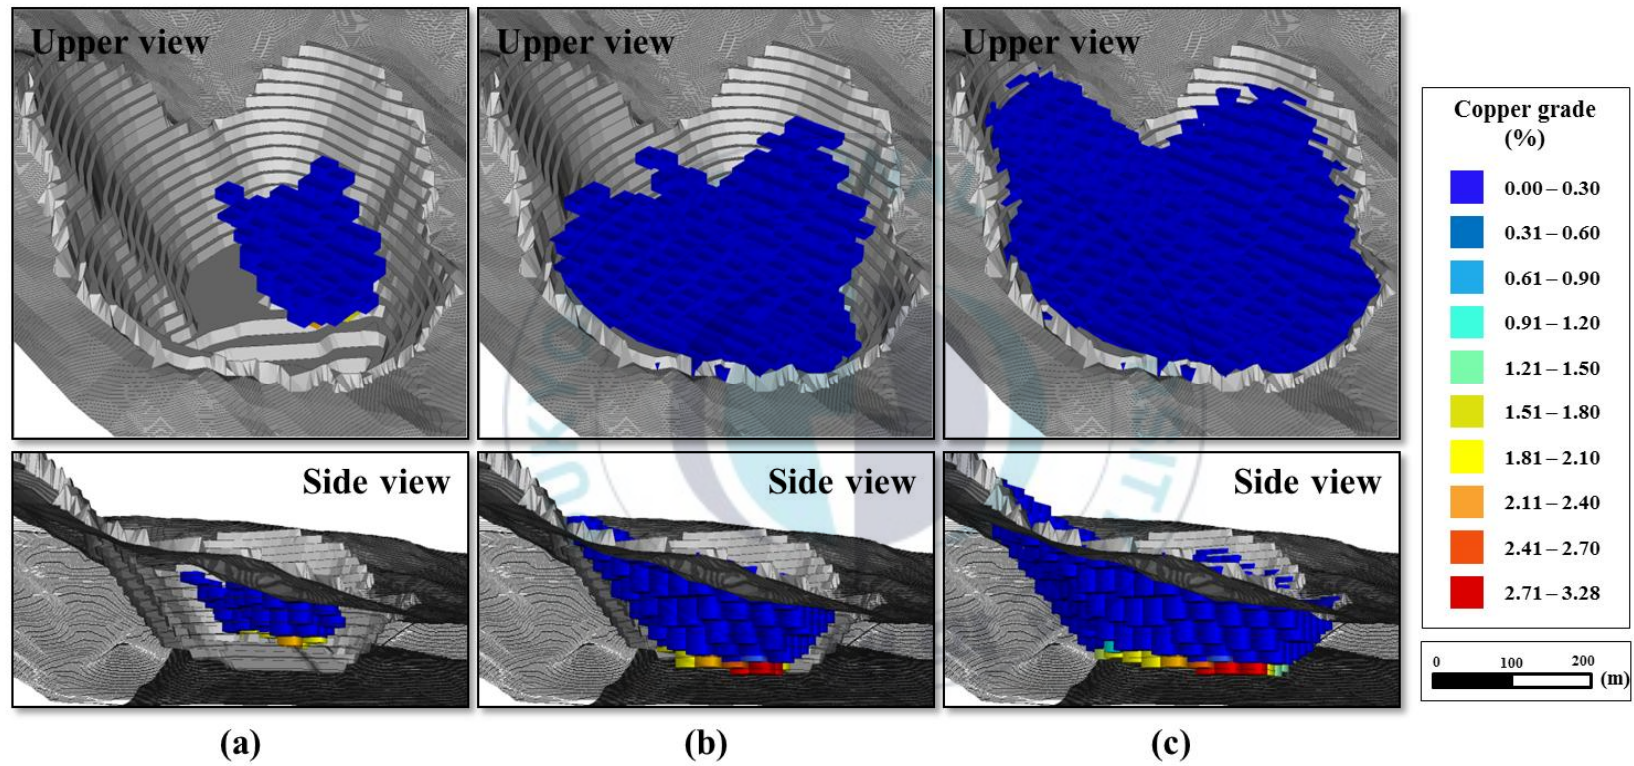 Upper view
Upper view
Upper view
Side view
Side view
Side view
(a)
(b)
(c)
Copper grade
(%)
0.00 – 0.30
0.31 – 0.60
0.61 – 0.90
0.91 – 1.20
1.21 – 1.50
1.51 – 1.80
1.81 – 2.10
2.11 – 2.40
2.41 – 2.70
2.71 – 3.28
0 100 200
(m)